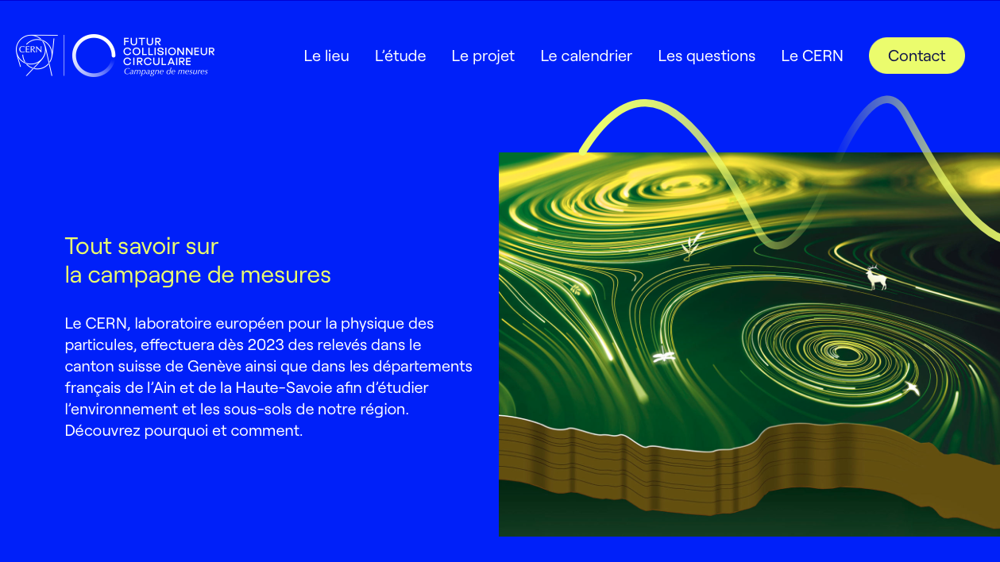 CERN
FUTUR
COLLISIONNEUR
CIRCULAIRE
Campagne de mesures
Le lieu
L’étude
Le projet
Le calendrier
Les questions
Le CERN
Contact
Tout savoir sur
la campagne de mesures
Le CERN, laboratoire européen pour la physique des
particules, effectuera dès 2023 des relevés dans le
canton suisse de Genève ainsi que dans les départements
français de l’Ain et de la Haute-Savoie afin d’étudier
l’environnement et les sous-sols de notre région.
Découvrez pourquoi et comment.